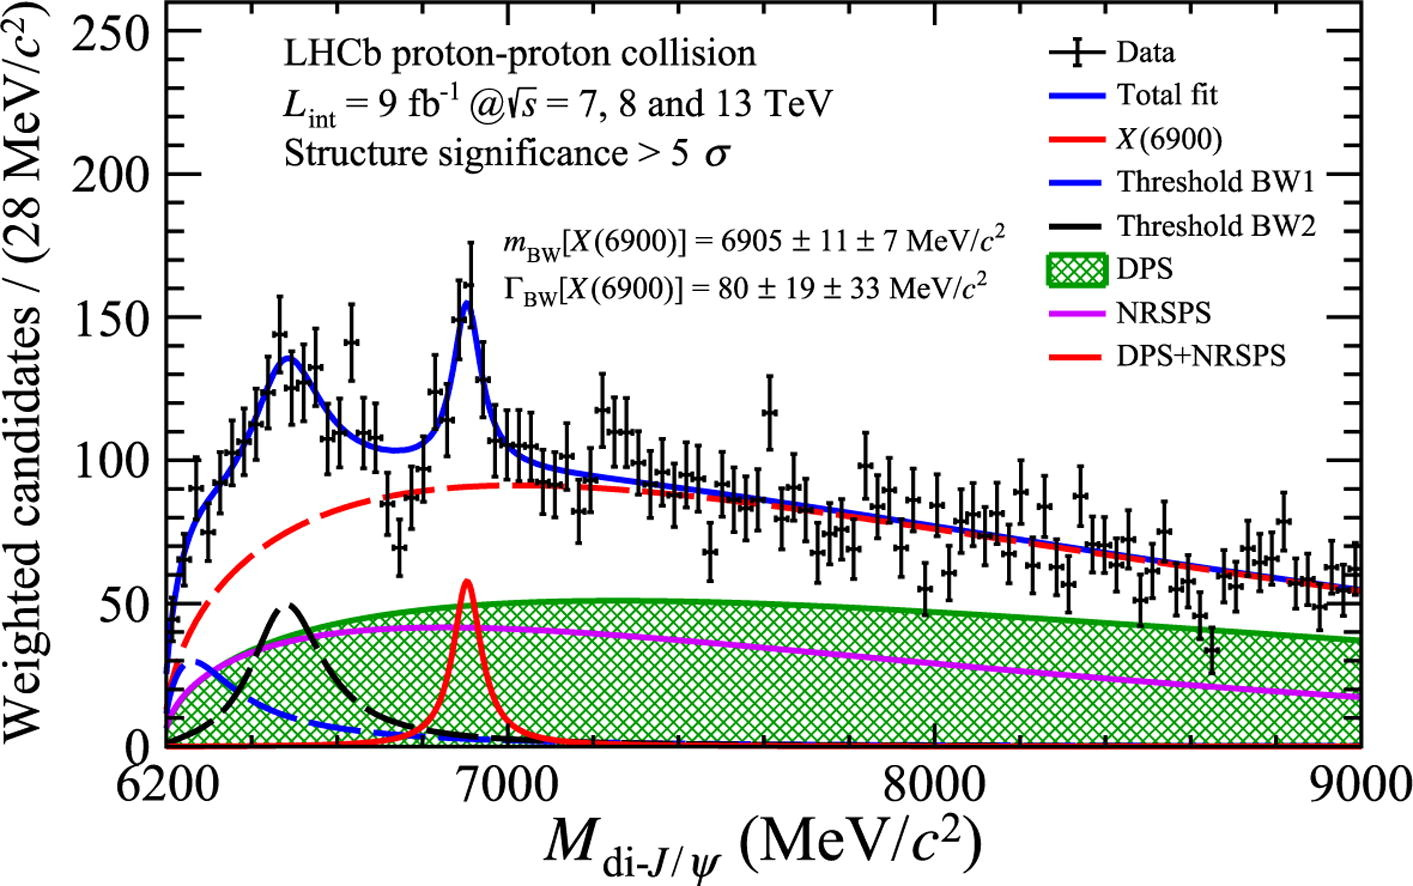 Weighted candidates / (28 MeV/c²)
250
200
150
100
50
0
6200
7000
8000
9000
M_di-J/ψ (MeV/c²)
LHCb proton-proton collision
L_int = 9 fb⁻¹ @√s = 7, 8 and 13 TeV
Structure significance > 5 σ
m_BW[X(6900)] = 6905 ± 11 ± 7 MeV/c²
Γ_BW[X(6900)] = 80 ± 19 ± 33 MeV/c²
Data
Total fit
X(6900)
Threshold BW1
Threshold BW2
DPS
NRSPS
DPS+NRSPS